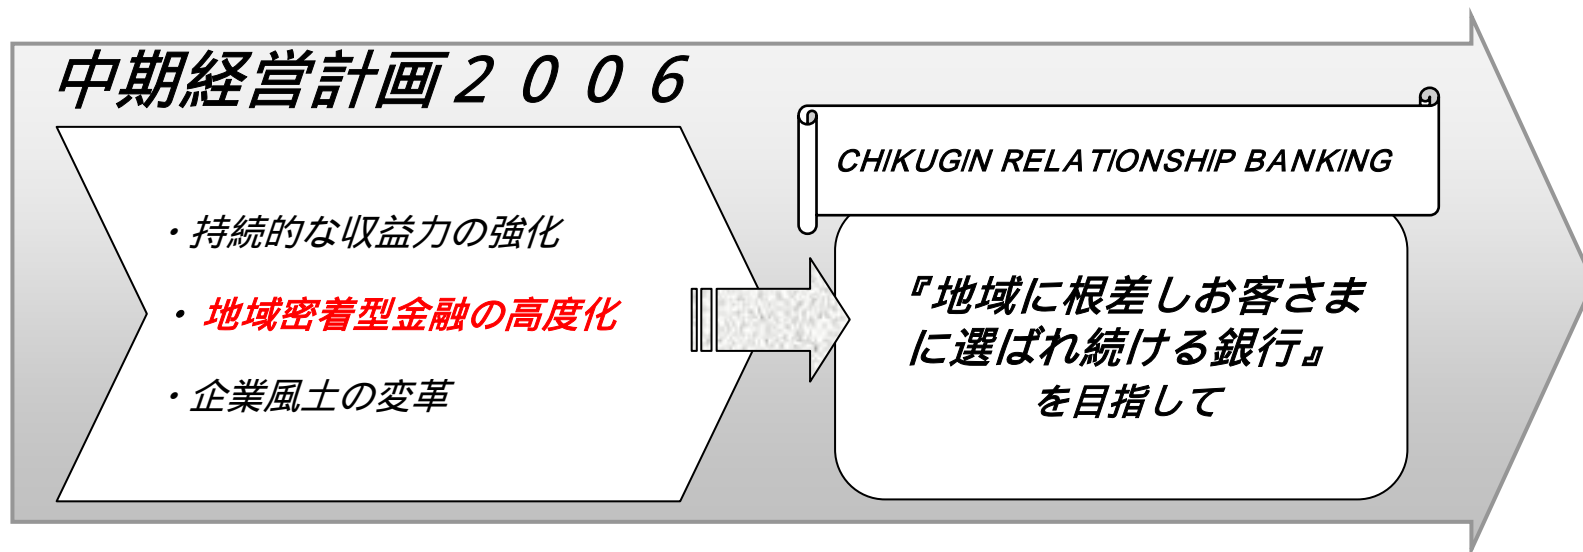 中期経営計画２００６
・持続的な収益力の強化
・ 地域密着型金融の高度化
・企業風土の変革
CHIKUGIN RELATIONSHIP BANKING
『地域に根差しお客さま
に選ばれ続ける銀行』
を目指して